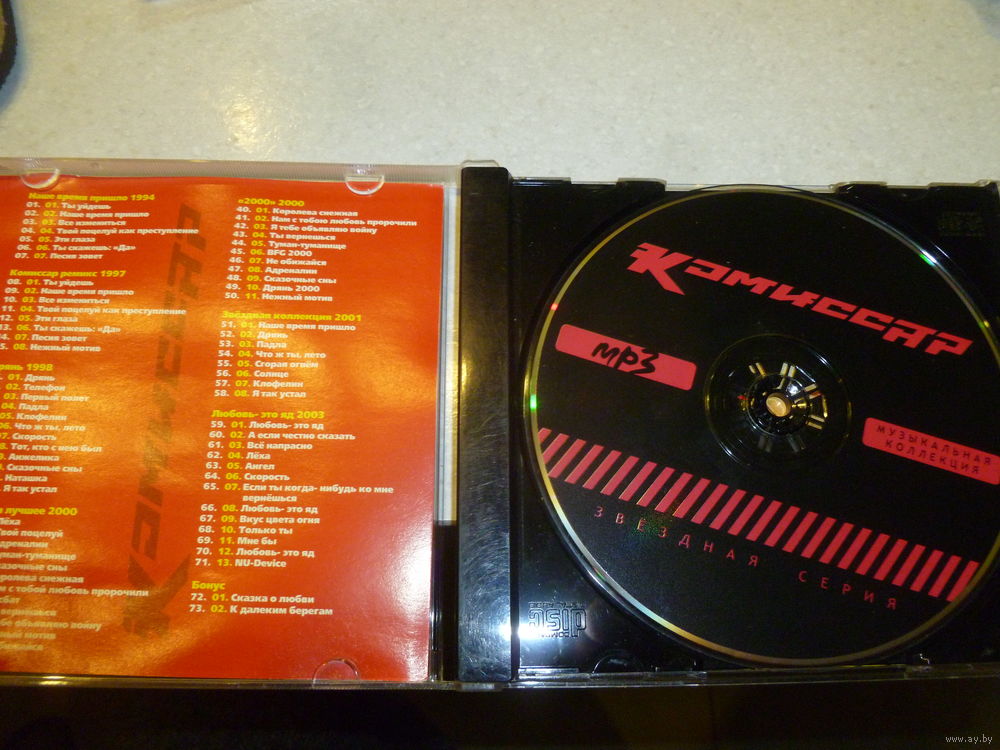 Наше время пришло 1994
01. 01. Ты уйдешь
02. 02. Наше время пришло
03. 03. Все измениться
04. 04. Твой поцелуй как преступление
05. 05. Эти глаза
06. 06. Ты скажешь: «Да»
07. 07. Песня зовет
Комиссар ремикс 1997
08. 01. Ты уйдешь
09. 02. Наше время пришло
10. 03. Все измениться
11. 04. Твой поцелуй как преступление
12. 05. Эти глаза
13. 06. Ты скажешь: «Да»
14. 07. Песня зовет
15. 08. Нежный мотив
рянь 1998
01. Дрянь
02. Телефон
03. Первый полет
04. Падла
05. Клофелин
06. Что ж ты, лето
07. Скорость
08. Тот, кто с нею был
Анжелика
Сказочные сны
Наташка
Я так устал
лучшее 2000
Лёха
Твой поцелуй
дреналин
уман-туманище
казочные сны
оролева снежная
м с тобой любовь пророчили
сбат
вернешься
ебе объявляю войну
ный мотив
бижайся
«2000» 2000
40. 01. Королева снежная
41. 02. Нам с тобою любовь пророчили
42. 03. Я тебе объявляю войну
43. 04. Ты вернешься
44. 05. Туман-туманище
45. 06. BFG 2000
46. 07. Не обижайся
47. 08. Адреналин
48. 09. Сказочные сны
49. 10. Дрянь 2000
50. 11. Нежный мотив
Звёздная коллекция 2001
51. 01. Наше время пришло
52. 02. Дрянь
53. 03. Падла
54. 04. Что ж ты, лето
55. 05. Сгорая огнём
56. 06. Солнце
57. 07. Клофелин
58. 08. Я так устал
Любовь- это яд 2003
59. 01. Любовь- это яд
60. 02. А если честно сказать
61. 03. Всё напрасно
62. 04. Лёха
63. 05. Ангел
64. 06. Скорость
65. 07. Если ты когда- нибудь ко мне
вернёшься
66. 08. Любовь- это яд
67. 09. Вкус цвета огня
68. 10. Только ты
69. 11. Мне бы
70. 12. Любовь- это яд
71. 13. NU-Device
Бонус
72. 01. Сказка о любви
73. 02. К далеким берегам
Комиссар
Комиссар
MP3
МУЗЫКАЛЬНАЯ
КОЛЛЕКЦИЯ
ЗВЕЗДНАЯ СЕРИЯ
disc
www.ay.by